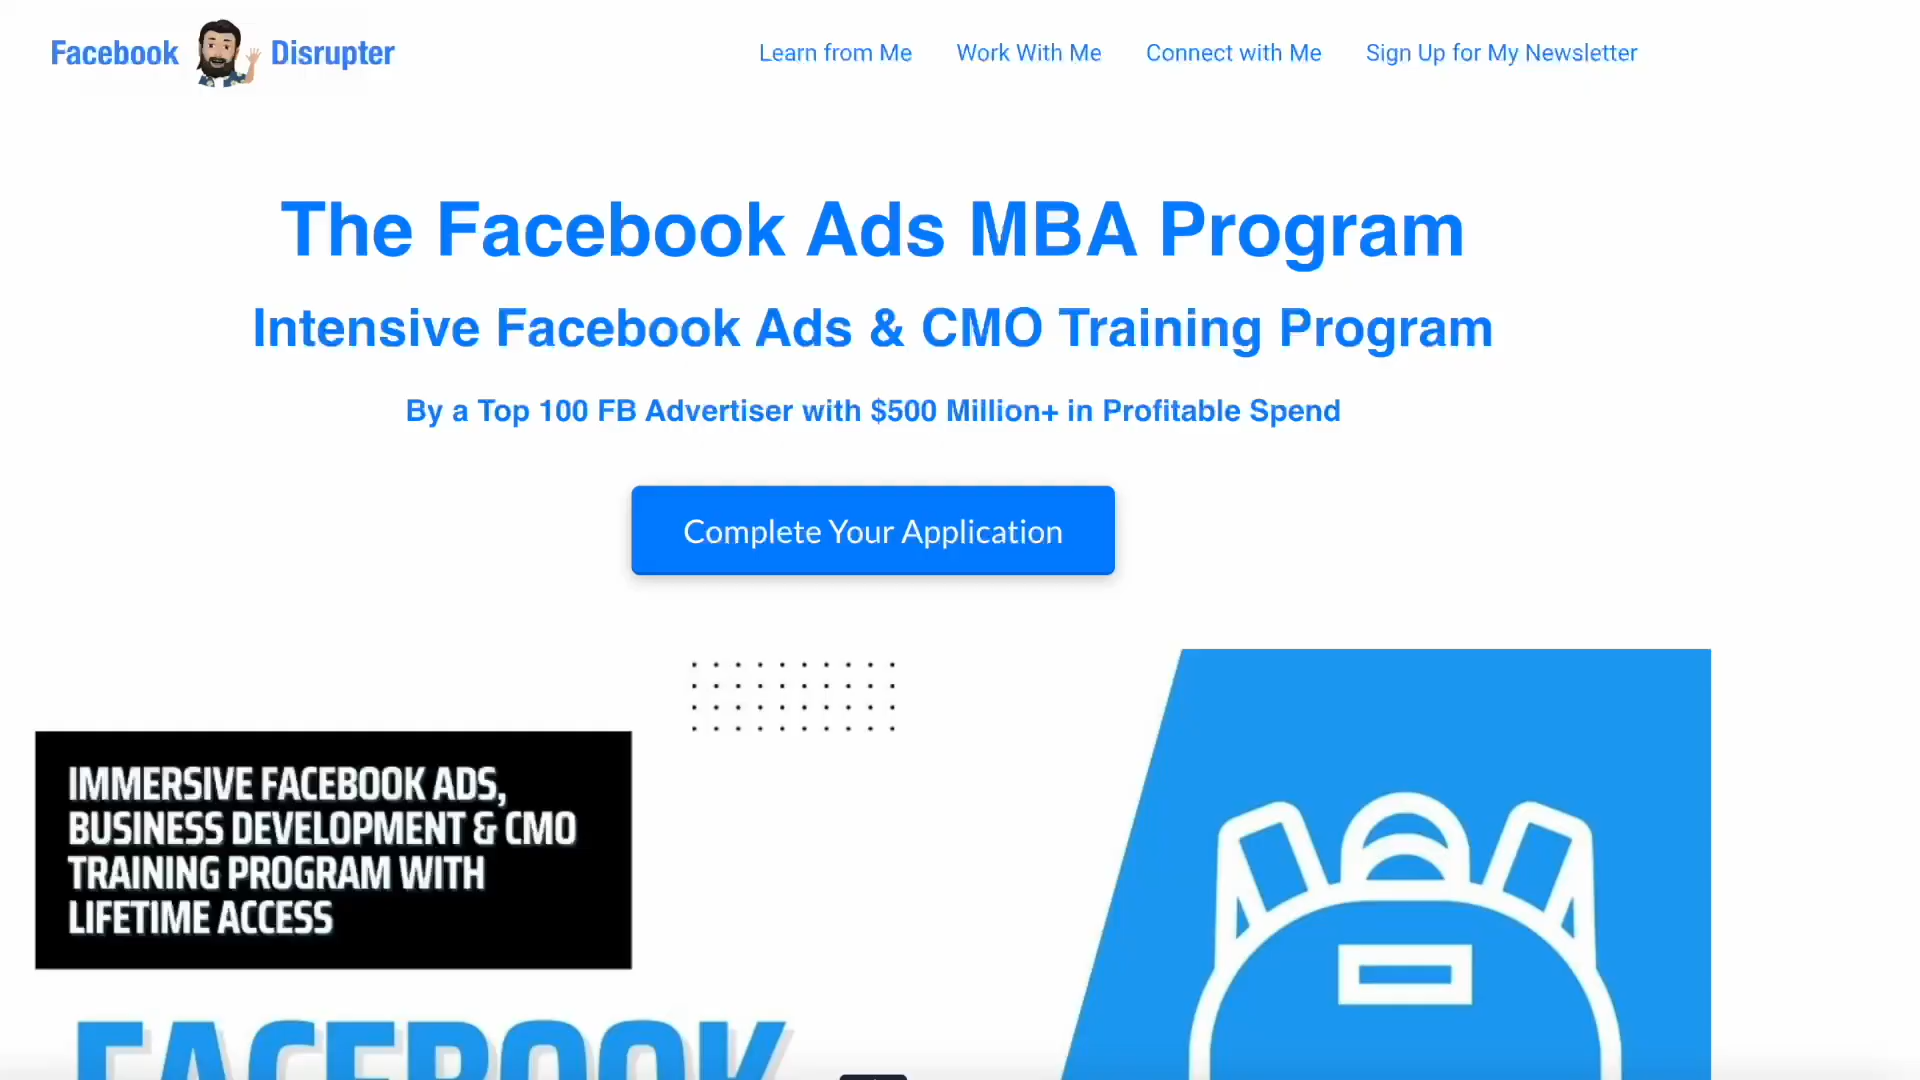 Facebook Disrupter
Learn from Me
Work With Me
Connect with Me
Sign Up for My Newsletter
The Facebook Ads MBA Program
Intensive Facebook Ads & CMO Training Program
By a Top 100 FB Advertiser with $500 Million+ in Profitable Spend
Complete Your Application
IMMERSIVE FACEBOOK ADS,
BUSINESS DEVELOPMENT & CMO
TRAINING PROGRAM WITH
LIFETIME ACCESS
FACEBOOK